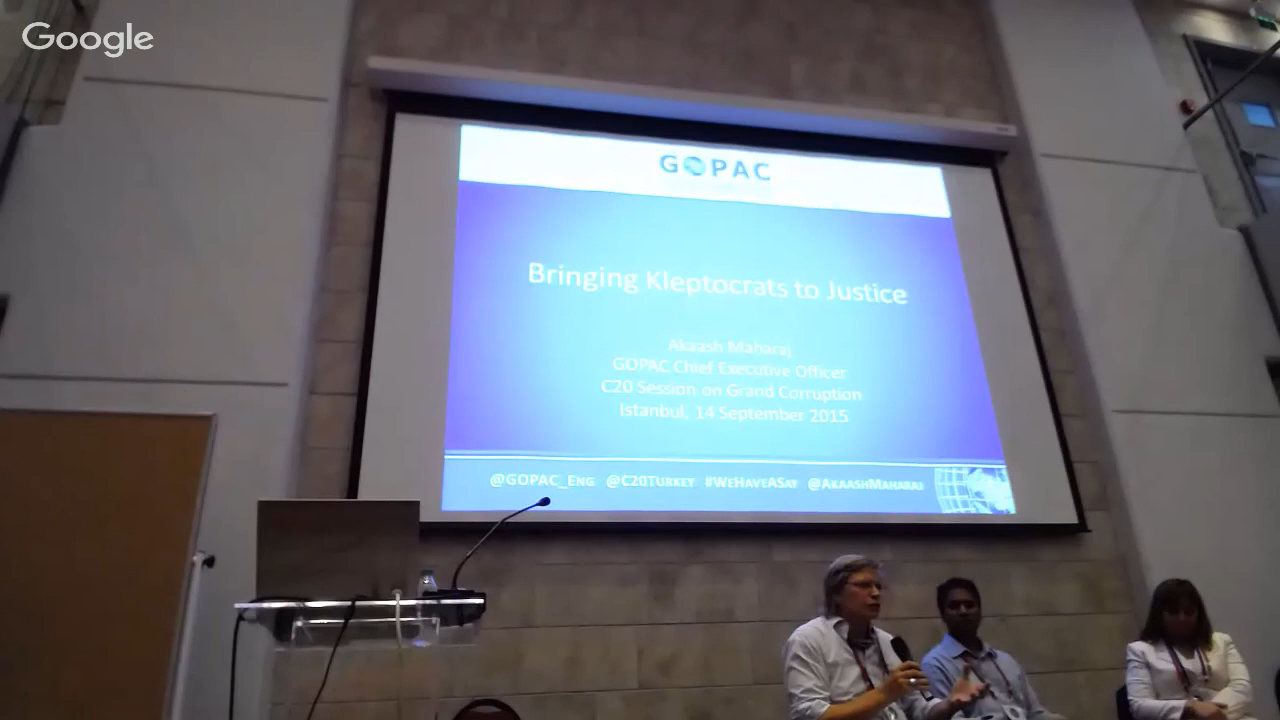 Google
GOPAC
Bringing Kleptocrats to Justice
Akaash Maharaj
GOPAC Chief Executive Officer
C20 Session on Grand Corruption
Istanbul, 14 September 2015
@GOPAC_ENG @C20TURKEY #WEHAVEASAY @AKAASHMAHARAJ